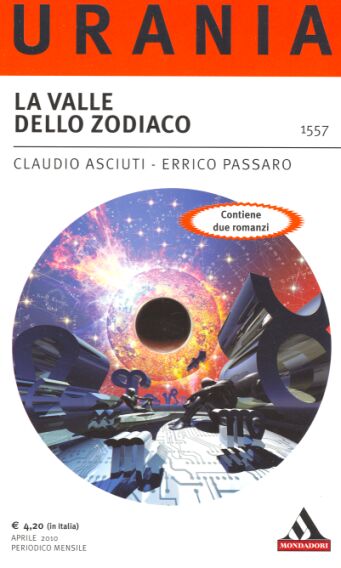 URANIA
LA VALLE
DELLO ZODIACO
1557
CLAUDIO ASCIUTI - ERRICO PASSARO
Contiene
due romanzi
€ 4,20 (in Italia)
APRILE 2010
PERIODICO MENSILE
MONDADORI